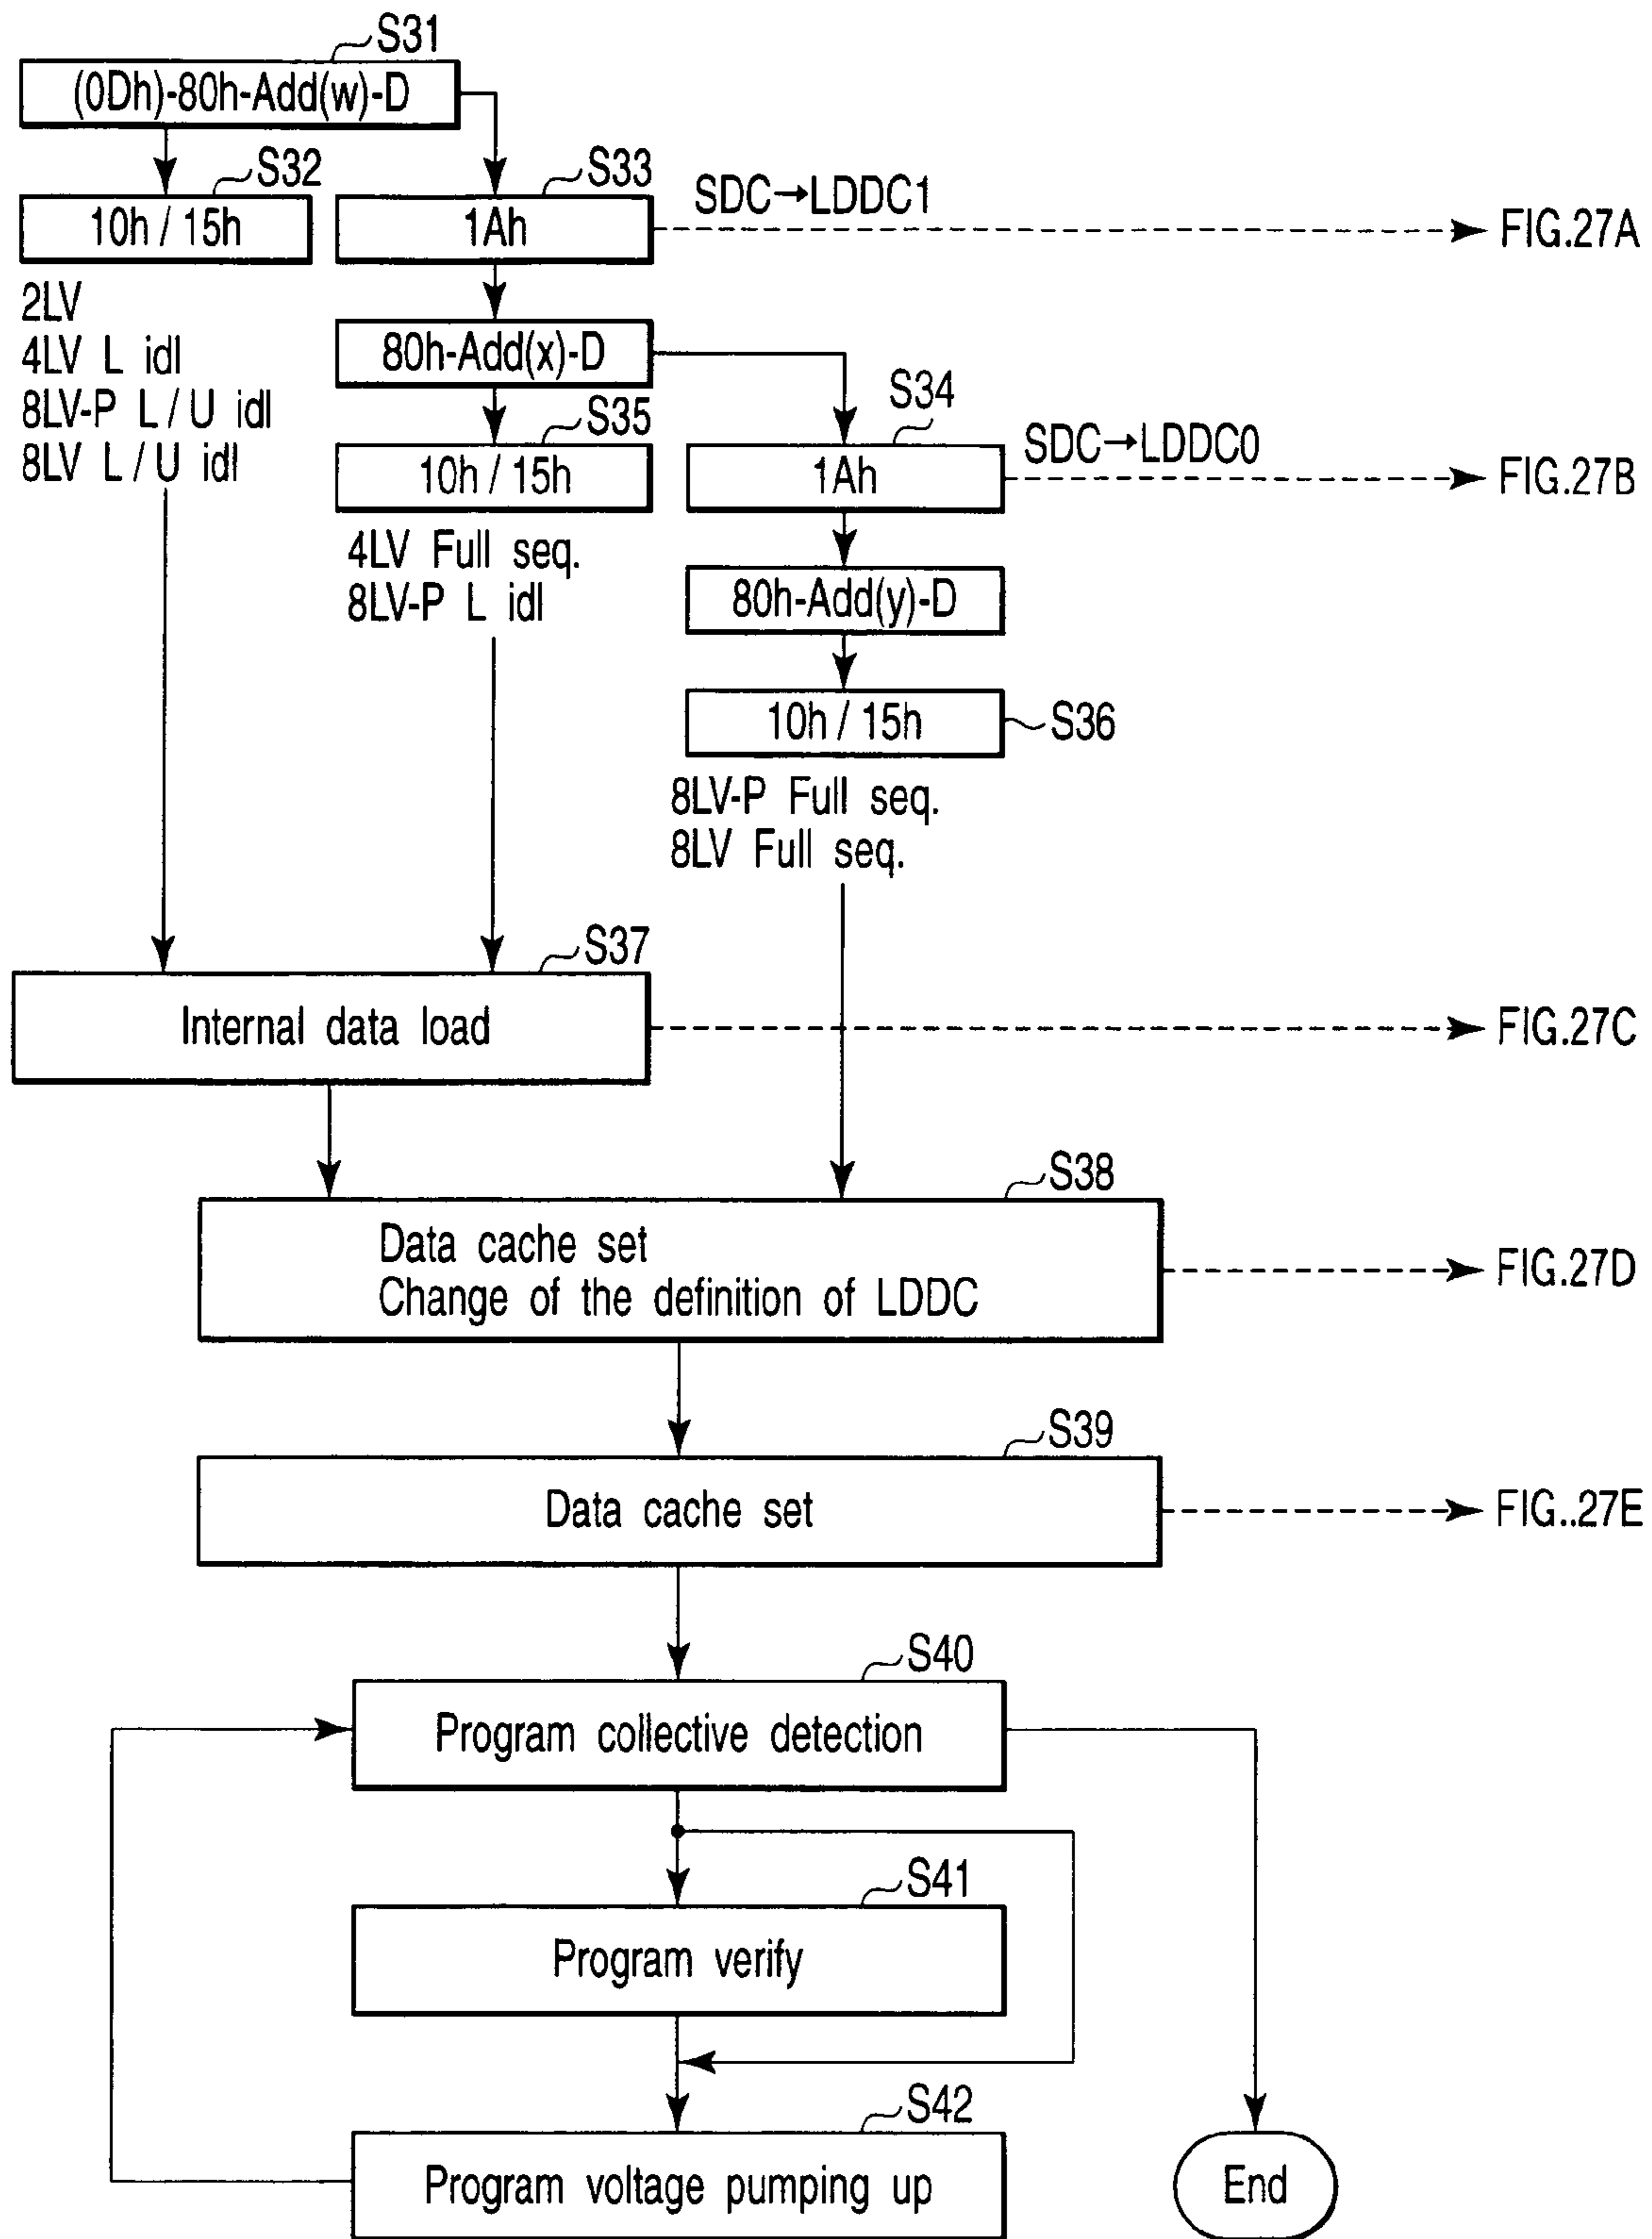 S31
(0Dh)-80h-Add(w)-D
S32
S33
10h / 15h
1Ah
SDC→LDDC1
FIG.27A
2LV
4LV L idl
8LV-P L / U idl
8LV L / U idl
80h-Add(x)-D
S35
S34
10h / 15h
1Ah
SDC→LDDC0
FIG.27B
4LV Full seq.
8LV-P L idl
80h-Add(y)-D
10h / 15h
S36
8LV-P Full seq.
8LV Full seq.
S37
Internal data load
FIG.27C
S38
Data cache set
Change of the definition of LDDC
FIG.27D
S39
Data cache set
FIG..27E
S40
Program collective detection
S41
Program verify
S42
Program voltage pumping up
End